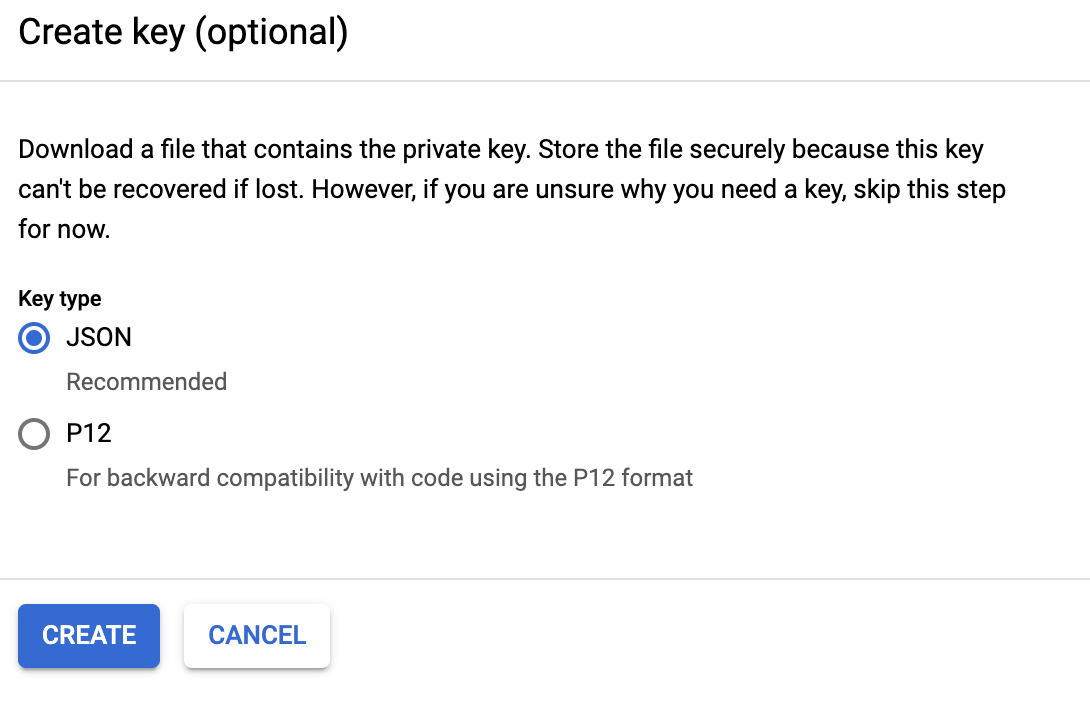 Create key (optional)
Download a file that contains the private key. Store the file securely because this key
can't be recovered if lost. However, if you are unsure why you need a key, skip this step
for now.
Key type
JSON
Recommended
P12
For backward compatibility with code using the P12 format
CREATE CANCEL